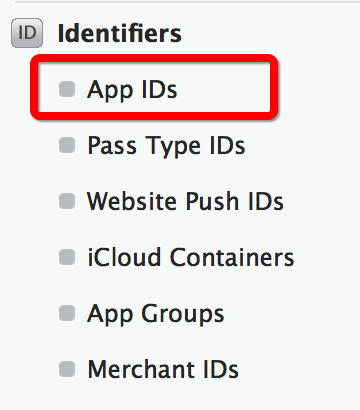 ID Identifiers
App IDs
Pass Type IDs
Website Push IDs
iCloud Containers
App Groups
Merchant IDs